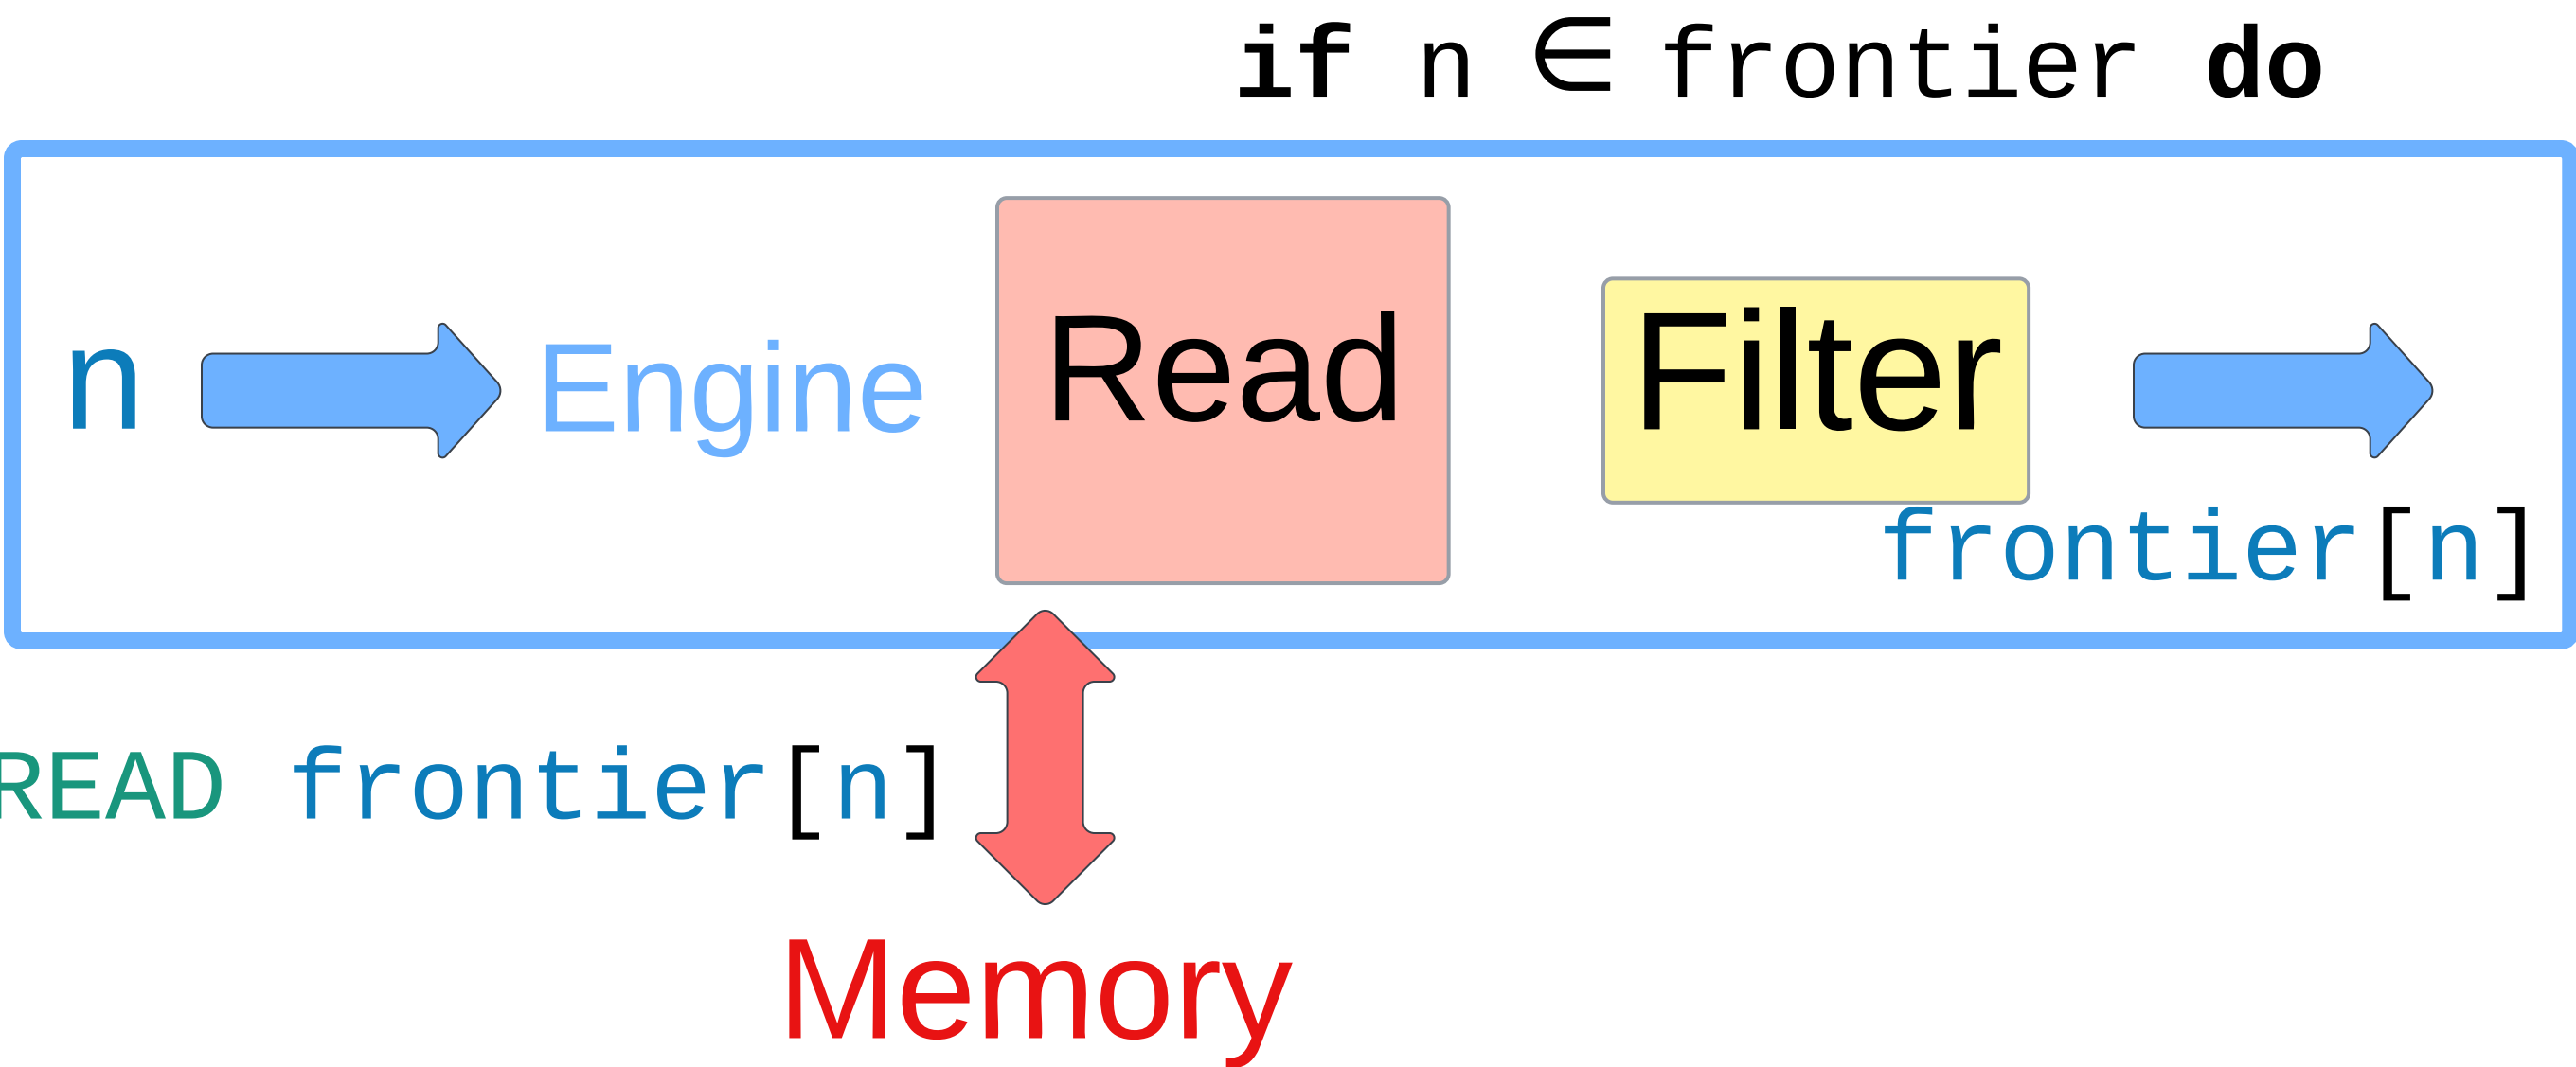 if n ∈ frontier do
n Engine Read Filter
frontier[n]
READ frontier[n]
Memory